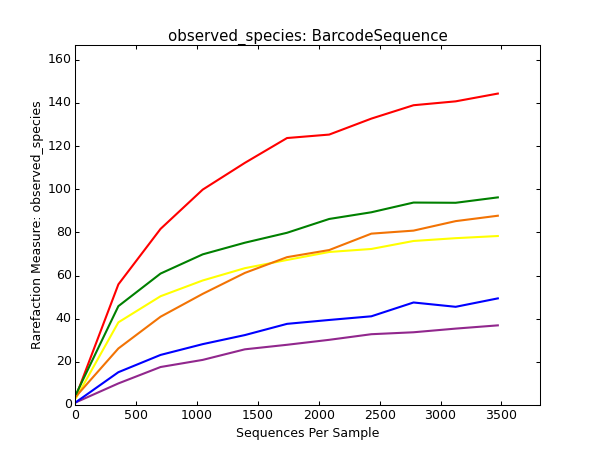 observed_species: BarcodeSequence
Rarefaction Measure: observed_species
160
140
120
100
80
60
40
20
0
0 500 1000 1500 2000 2500 3000 3500
Sequences Per Sample